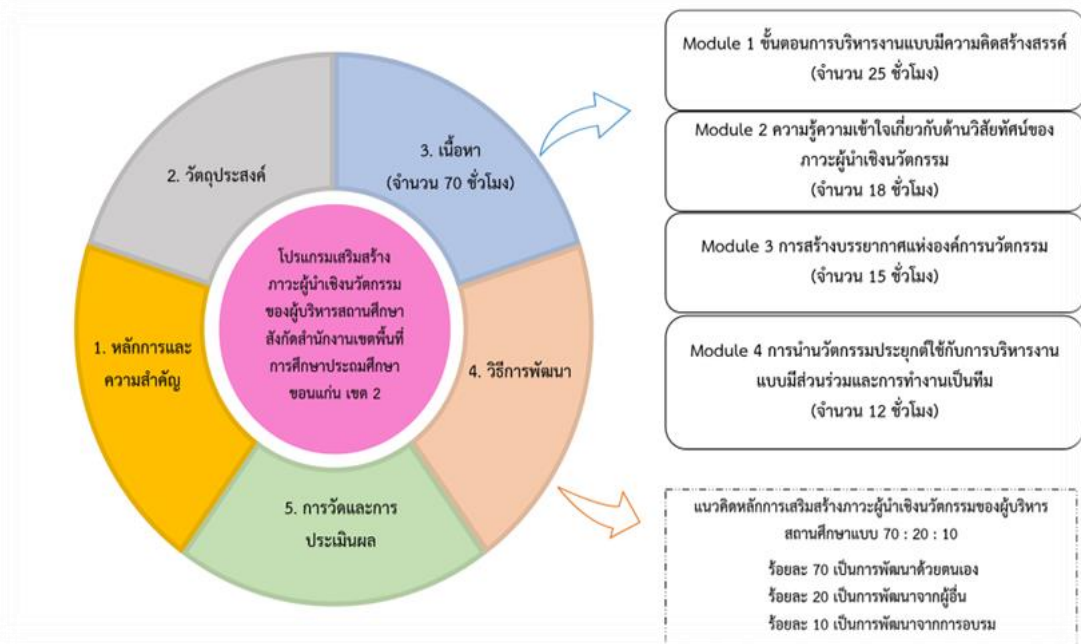 โปรแกรมเสริมสร้าง
ภาวะผู้นำเชิงนวัตกรรม
ของผู้บริหารสถานศึกษา
สังกัดสำนักงานเขตพื้นที่
การศึกษาประถมศึกษา
ขอนแก่น เขต 2
1. หลักการและ
ความสำคัญ
2. วัตถุประสงค์
3. เนื้อหา
(จำนวน 70 ชั่วโมง)
4. วิธีการพัฒนา
5. การวัดและการ
ประเมินผล
Module 1 ขั้นตอนการบริหารงานแบบมีความคิดสร้างสรรค์
(จำนวน 25 ชั่วโมง)
Module 2 ความรู้ความเข้าใจเกี่ยวกับด้านวิสัยทัศน์ของ
ภาวะผู้นำเชิงนวัตกรรม
(จำนวน 18 ชั่วโมง)
Module 3 การสร้างบรรยากาศแห่งองค์การนวัตกรรม
(จำนวน 15 ชั่วโมง)
Module 4 การนำนวัตกรรมประยุกต์ใช้กับการบริหารงาน
แบบมีส่วนร่วมและการทำงานเป็นทีม
(จำนวน 12 ชั่วโมง)
แนวคิดหลักการเสริมสร้างภาวะผู้นำเชิงนวัตกรรมของผู้บริหาร
สถานศึกษาแบบ 70 : 20 : 10
ร้อยละ 70 เป็นการพัฒนาด้วยตนเอง
ร้อยละ 20 เป็นการพัฒนาจากผู้อื่น
ร้อยละ 10 เป็นการพัฒนาจากการอบรม